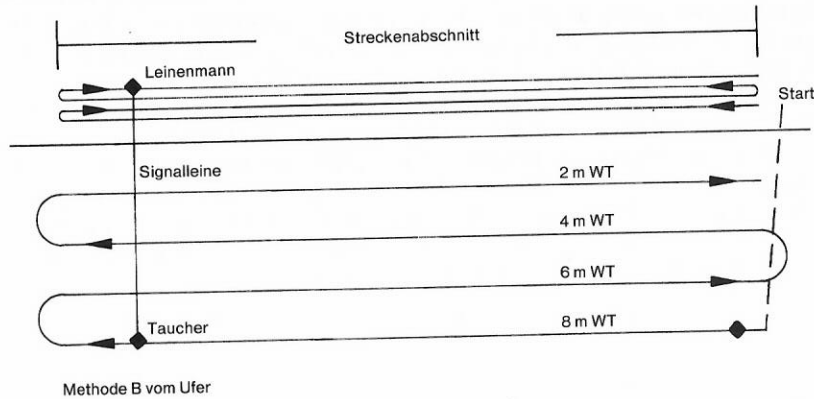 Streckenabschnitt
Leinenmann
Start
Signalleine
2 m WT
4 m WT
6 m WT
Taucher
8 m WT
Methode B vom Ufer